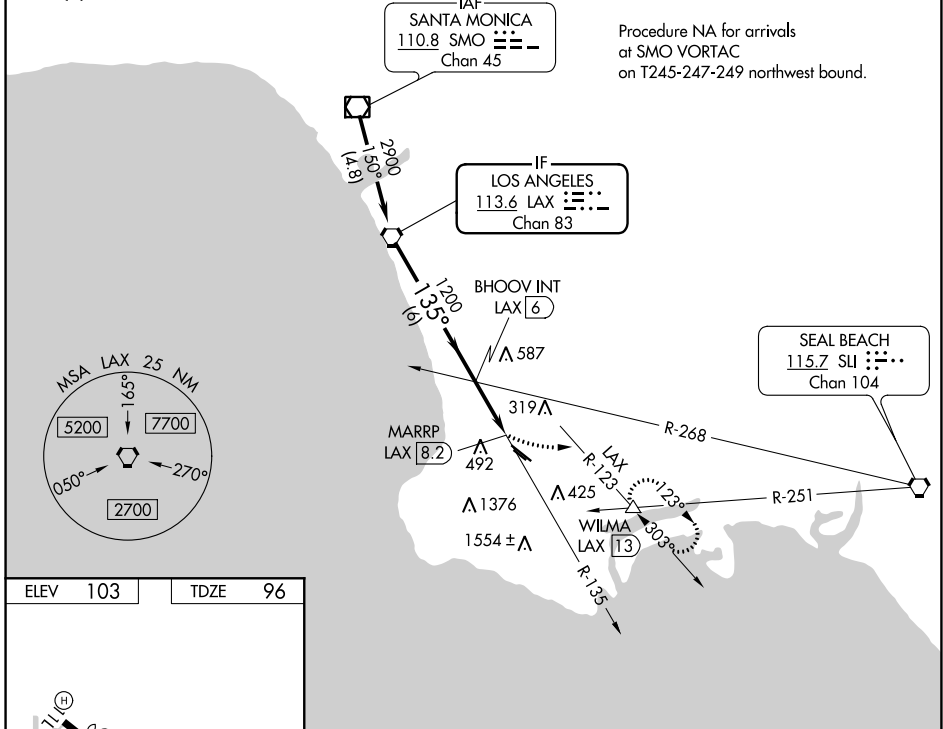 IAF
SANTA MONICA
110.8 SMO
Chan 45
Procedure NA for arrivals
at SMO VORTAC
on T245-247-249 northwest bound.
2900
150°
(4.8)
IF
LOS ANGELES
113.6 LAX
Chan 83
1200
135°
(6)
BHOOV INT
LAX 6
587
SEAL BEACH
115.7 SLI
Chan 104
MSA LAX 25 NM
165°
5200
7700
050°
270°
2700
319
R-268
MARRP
LAX 8.2
492
LAX
R-123
425
123°
R-251
1376
WILMA
LAX 13
303°
1554 ±
R-135
ELEV 103
TDZE 96
H
11L